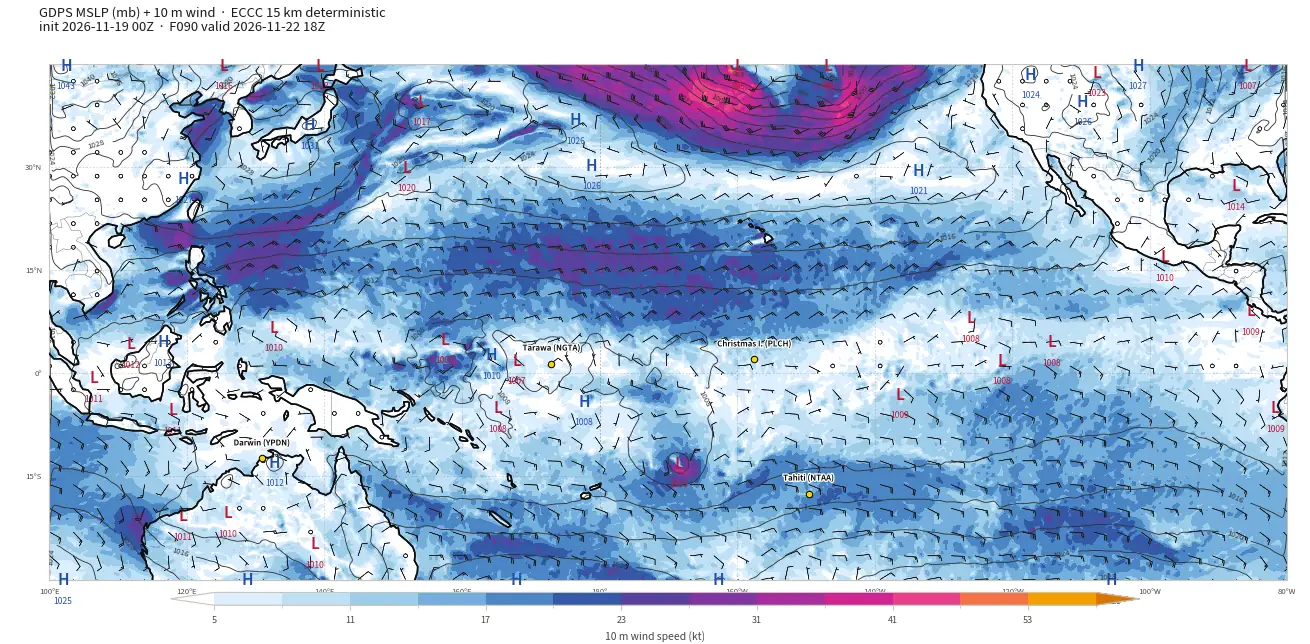 GDPS MSLP (mb) + 10 m wind · ECCC 15 km deterministic
init 2026-11-19 00Z · F090 valid 2026-11-22 18Z
H L L L H L H L
1043 1024 1023 1027 1007
H
1026
L
1017
H
1026
30°N
L
1020
H
1026
H
1021
H
L
1014
15°N
L
1010
L
1010
L
1008
L
1009
L
1012
H
L
H
1010
L
1007
Tarawa (NGTA)
Christmas I. (PLCH)
L
1008
L
1008
0°
L
1011
L
1008
H
1008
L
1009
L
1009
Darwin (YPDN)
H
1012
15°S
Tahiti (NTAA)
L
1011
L
1010
L
1010
1016
H H H H H
1025
100°E 120°E 140°E 160°E 180° 160°W 140°W 120°W 100°W 80°W
5 11 17 23 31 41 53
10 m wind speed (kt)